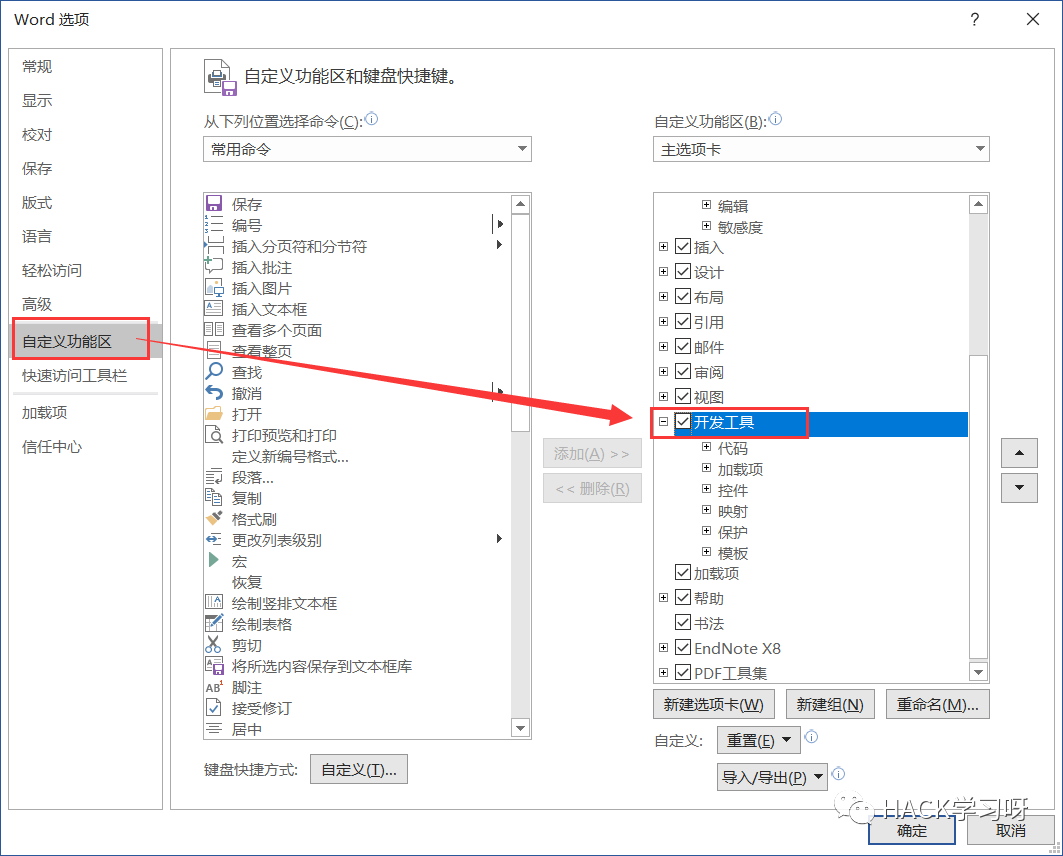 Word 选项
?
常规
显示
校对
保存
版式
语言
轻松访问
高级
自定义功能区
快速访问工具栏
加载项
信任中心
自定义功能区和键盘快捷键。
从下列位置选择命令(C):
常用命令
保存
编号
插入分页符和分节符
插入批注
插入图片
插入文本框
查看多个页面
查看整页
查找
撤消
打开
打印预览和打印
定义新编号格式...
段落...
复制
格式刷
更改列表级别
宏
恢复
绘制竖排文本框
绘制表格
剪切
将所选内容保存到文本框库
脚注
接受修订
居中
键盘快捷方式: 自定义(T)...
添加(A) >>
<< 删除(R)
自定义功能区(B):
主选项卡
编辑
敏感度
插入
设计
布局
引用
邮件
审阅
视图
开发工具
代码
加载项
控件
映射
保护
模板
加载项
帮助
书法
EndNote X8
PDF工具集
新建选项卡(W) 新建组(N) 重命名(M)...
自定义: 重置(E)
导入/导出(P)
HACK学习呀
确定 取消